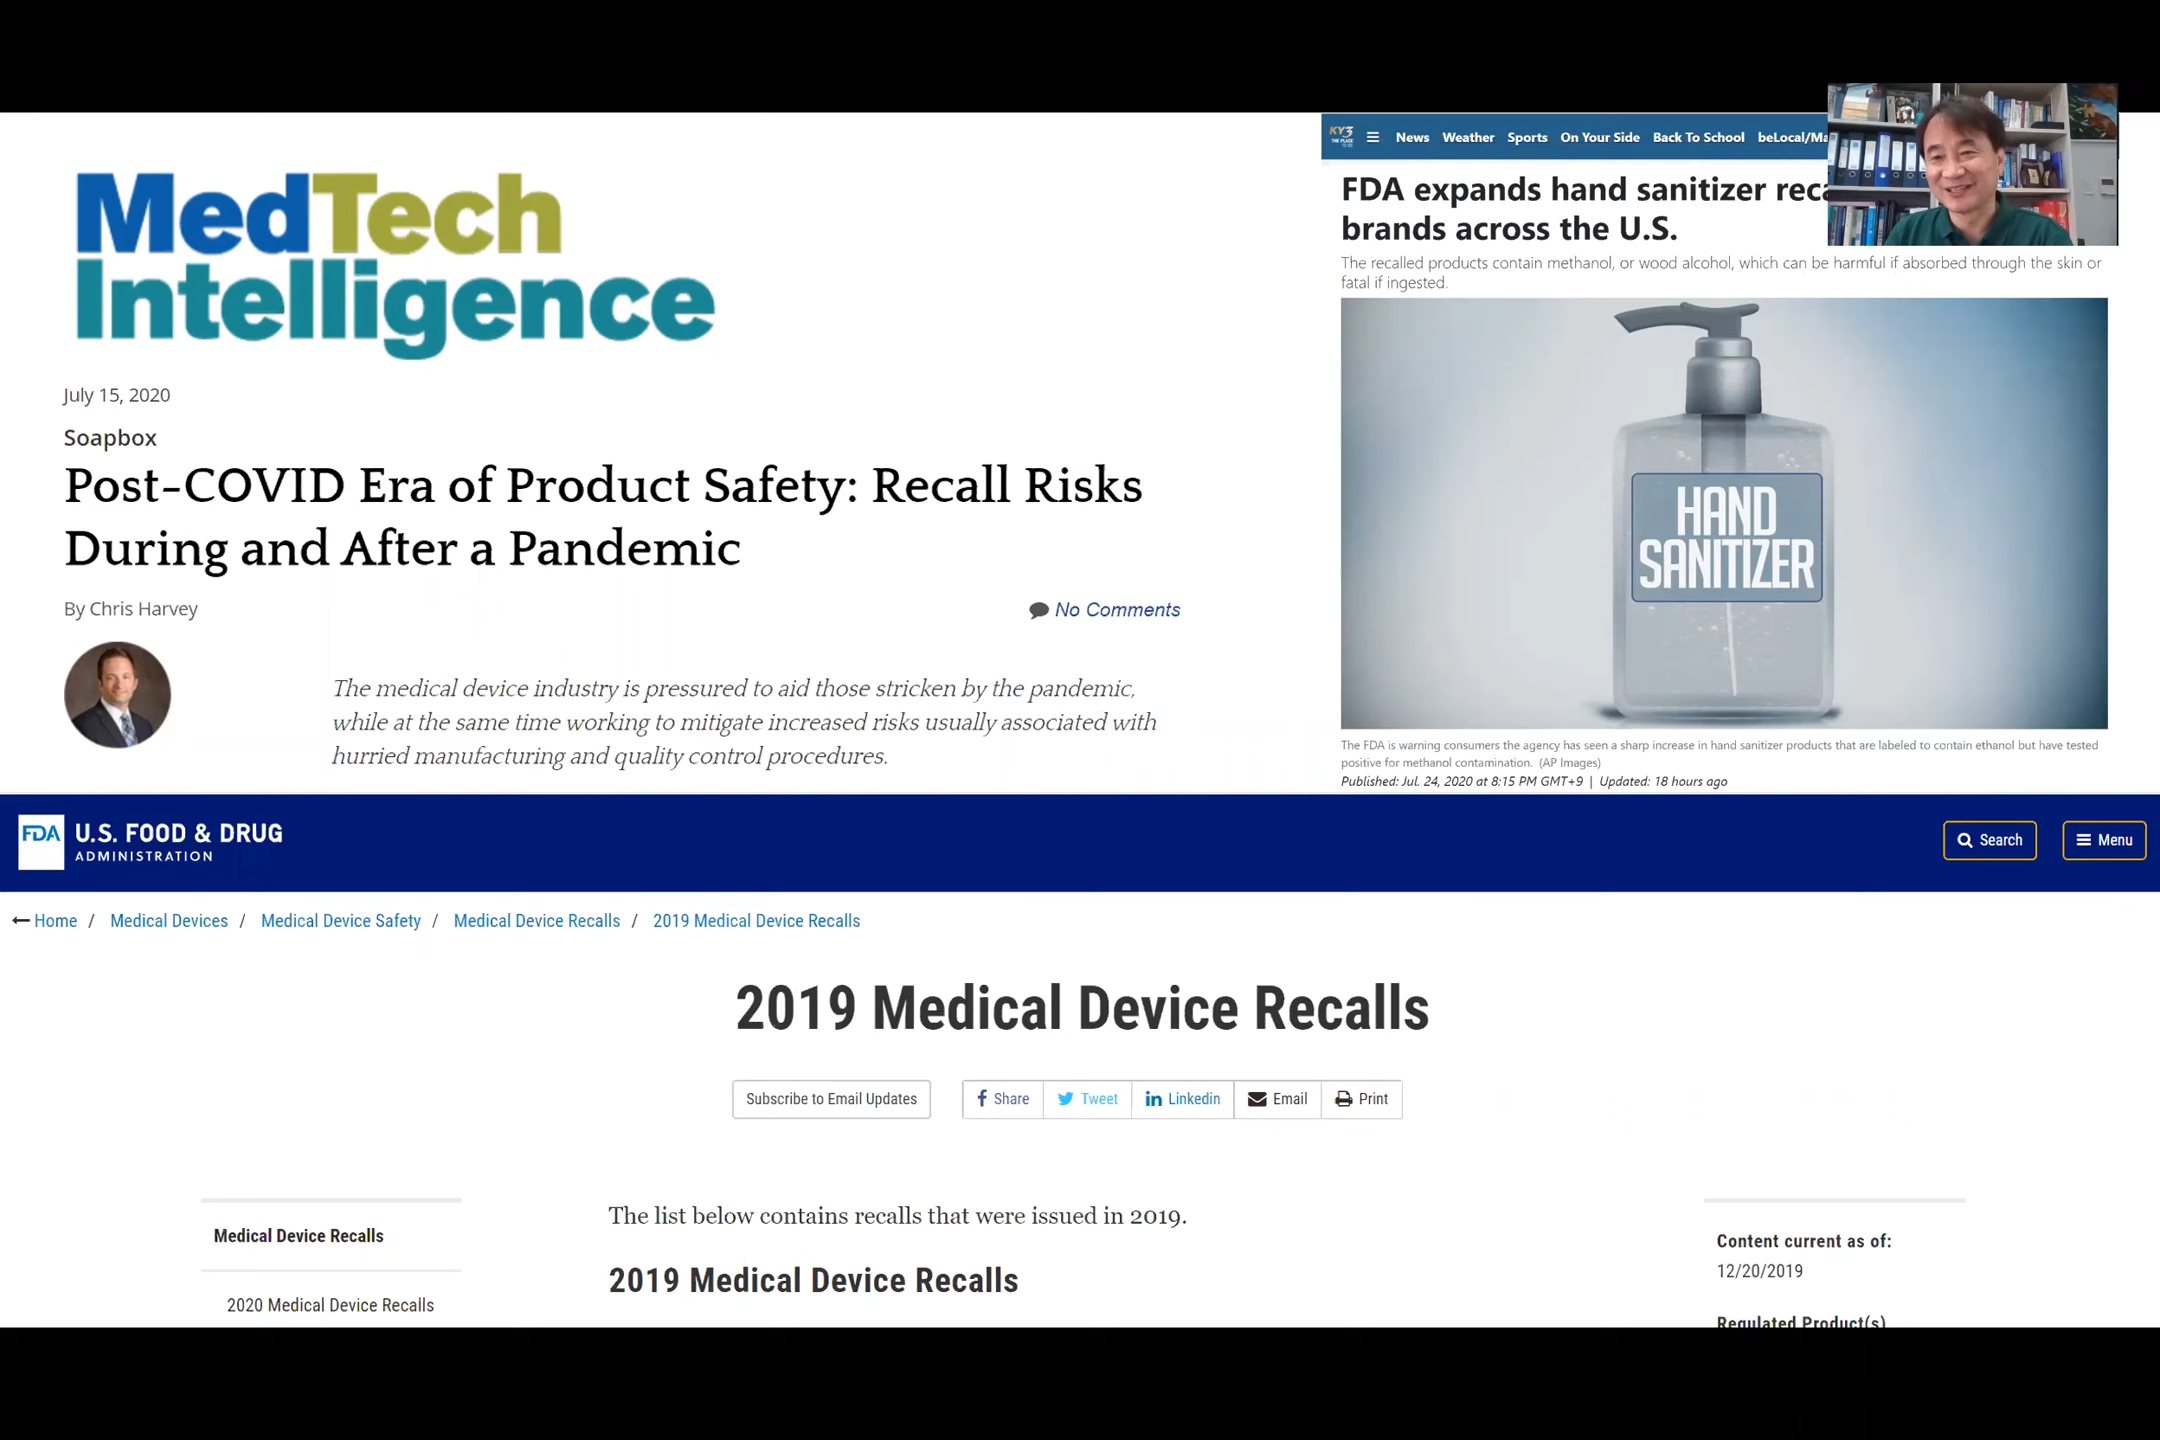 MedTech
Intelligence
July 15, 2020
Soapbox
Post-COVID Era of Product Safety: Recall Risks
During and After a Pandemic
By Chris Harvey
No Comments
The medical device industry is pressured to aid those stricken by the pandemic,
while at the same time working to mitigate increased risks usually associated with
hurried manufacturing and quality control procedures.
KY3 News Weather Sports On Your Side Back To School
FDA expands hand sanitizer
brands across the U.S.
The recalled products contain methanol, or wood alcohol, which can be harmful if absorbed through the skin or
fatal if ingested.
HAND
SANITIZER
The FDA is warning consumers the agency has seen a sharp increase in hand sanitizer products that are labeled to contain ethanol but have tested
positive for methanol contamination. (AP Images)
Published: Jul. 24, 2020 at 8:15 PM GMT+9 | Updated: 18 hours ago
FDA U.S. FOOD & DRUG
ADMINISTRATION
Search
Menu
Home / Medical Devices / Medical Device Safety / Medical Device Recalls / 2019 Medical Device Recalls
2019 Medical Device Recalls
Subscribe to Email Updates
Share Tweet Linkedin Email Print
Medical Device Recalls
2020 Medical Device Recalls
The list below contains recalls that were issued in 2019.
2019 Medical Device Recalls
Content current as of:
12/20/2019
Regulated Product(s)